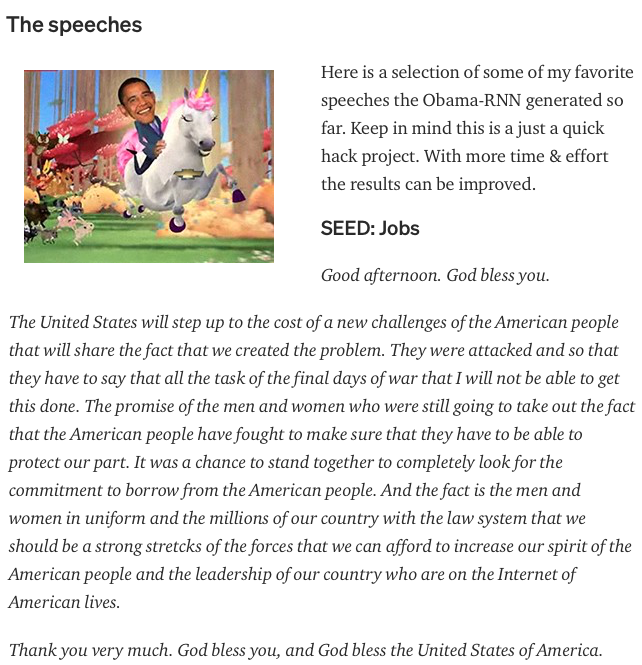 The speeches
Here is a selection of some of my favorite
speeches the Obama-RNN generated so
far. Keep in mind this is a just a quick
hack project. With more time & effort
the results can be improved.
SEED: Jobs
Good afternoon. God bless you.
The United States will step up to the cost of a new challenges of the American people
that will share the fact that we created the problem. They were attacked and so that
they have to say that all the task of the final days of war that I will not be able to get
this done. The promise of the men and women who were still going to take out the fact
that the American people have fought to make sure that they have to be able to
protect our part. It was a chance to stand together to completely look for the
commitment to borrow from the American people. And the fact is the men and
women in uniform and the millions of our country with the law system that we
should be a strong stretcks of the forces that we can afford to increase our spirit of the
American people and the leadership of our country who are on the Internet of
American lives.
Thank you very much. God bless you, and God bless the United States of America.